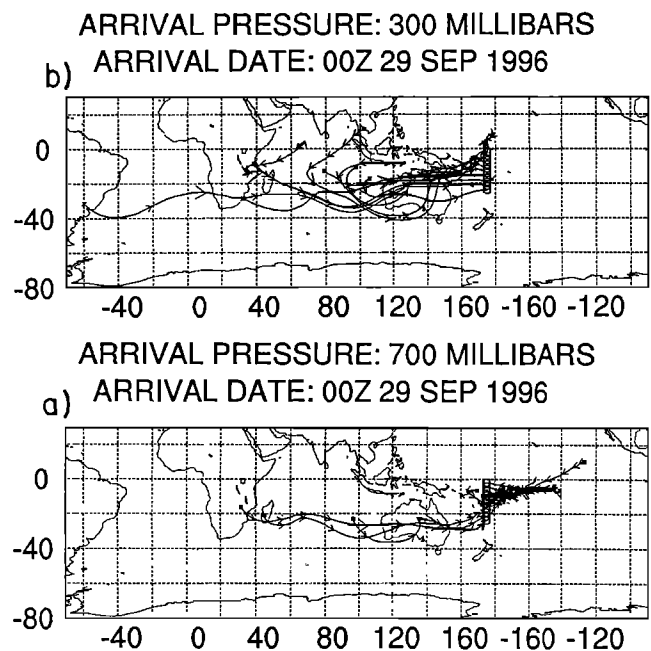 ARRIVAL PRESSURE: 300 MILLIBARS
b) ARRIVAL DATE: 00Z 29 SEP 1996
0
-40
-80
-40 0 40 80 120 160 -160 -120
ARRIVAL PRESSURE: 700 MILLIBARS
a) ARRIVAL DATE: 00Z 29 SEP 1996
0
-40
-80
-40 0 40 80 120 160 -160 -120